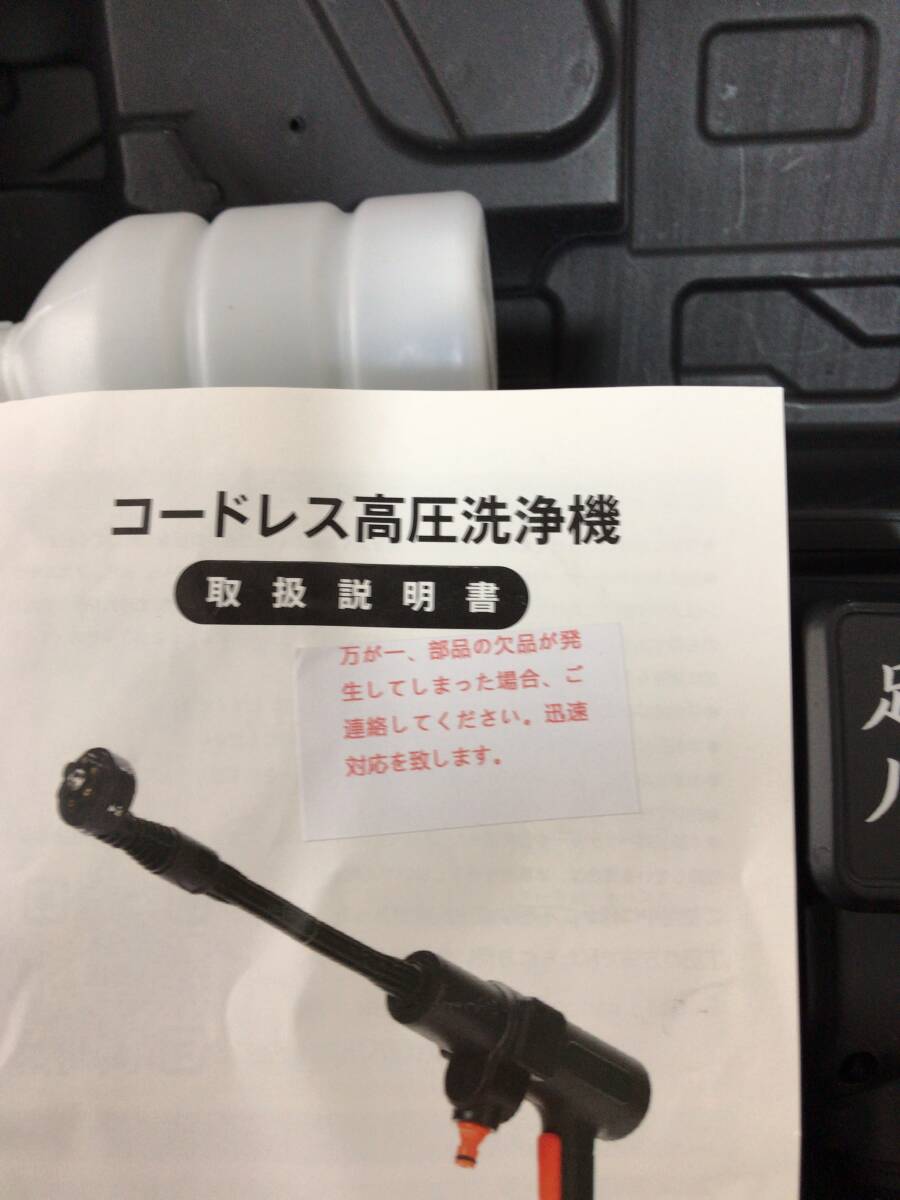 コードレス高圧洗浄機
取扱説明書
万が一、部品の欠品が発
生してしまった場合、ご
連絡してください。迅速
対応を致します。
足